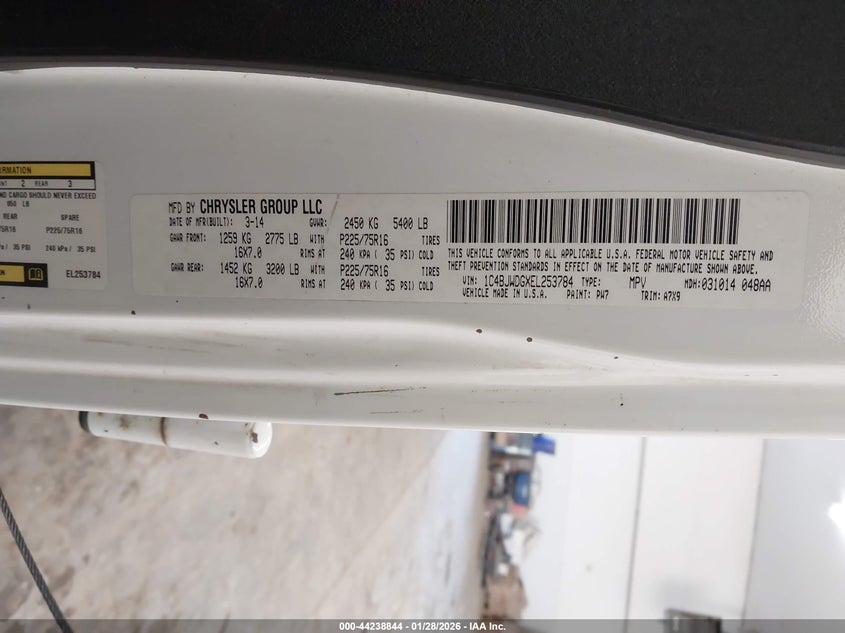 RMATION
NT 2 REAR 3
ND CARGO SHOULD NEVER EXCEED
850 LB
REAR SPARE
5R16 P225/75R16
/ 35 PSI 240 kPa / 35 PSI
EL253784
MFD BY CHRYSLER GROUP LLC
DATE OF MFR(BUILT): 3-14 GVWR: 2450 KG 5400 LB
GAWR FRONT: 1259 KG 2775 LB WITH P225/75R16 TIRES
16X7.0 RIMS AT 240 KPA ( 35 PSI) COLD
GAWR REAR: 1452 KG 3200 LB WITH P225/75R16 TIRES
16X7.0 RIMS AT 240 KPA ( 35 PSI) COLD
THIS VEHICLE CONFORMS TO ALL APPLICABLE U.S.A. FEDERAL MOTOR VEHICLE SAFETY AND
THEFT PREVENTION STANDARDS IN EFFECT ON THE DATE OF MANUFACTURE SHOWN ABOVE.
VIN: 1C4BJWDGXEL253784 TYPE: MPV MDH:031014 048AA
VEHICLE MADE IN U.S.A. PAINT: PW7 TRIM: A7X9
000-44238844 - 01/28/2026 - IAA Inc.